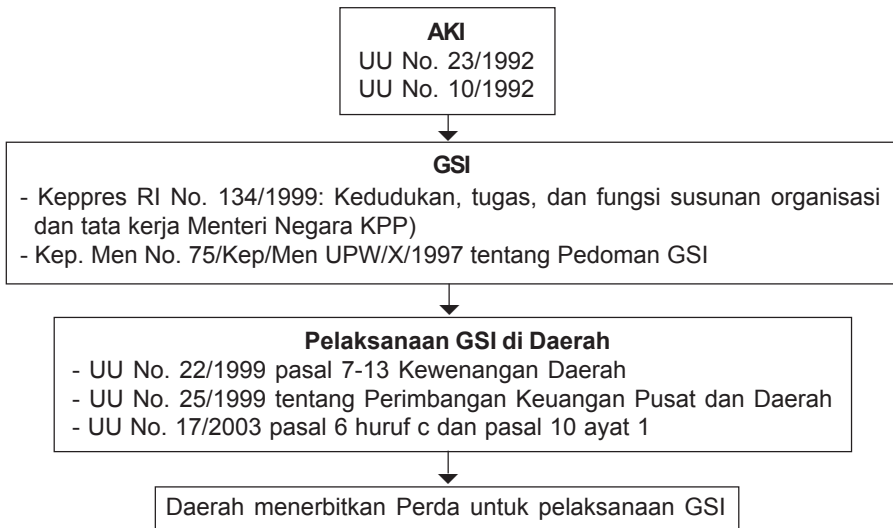 AKI
UU No. 23/1992
UU No. 10/1992
GSI
- Keppres RI No. 134/1999: Kedudukan, tugas, dan fungsi susunan organisasi
dan tata kerja Menteri Negara KPP)
- Kep. Men No. 75/Kep/Men UPW/X/1997 tentang Pedoman GSI
Pelaksanaan GSI di Daerah
- UU No. 22/1999 pasal 7-13 Kewenangan Daerah
- UU No. 25/1999 tentang Perimbangan Keuangan Pusat dan Daerah
- UU No. 17/2003 pasal 6 huruf c dan pasal 10 ayat 1
Daerah menerbitkan Perda untuk pelaksanaan GSI